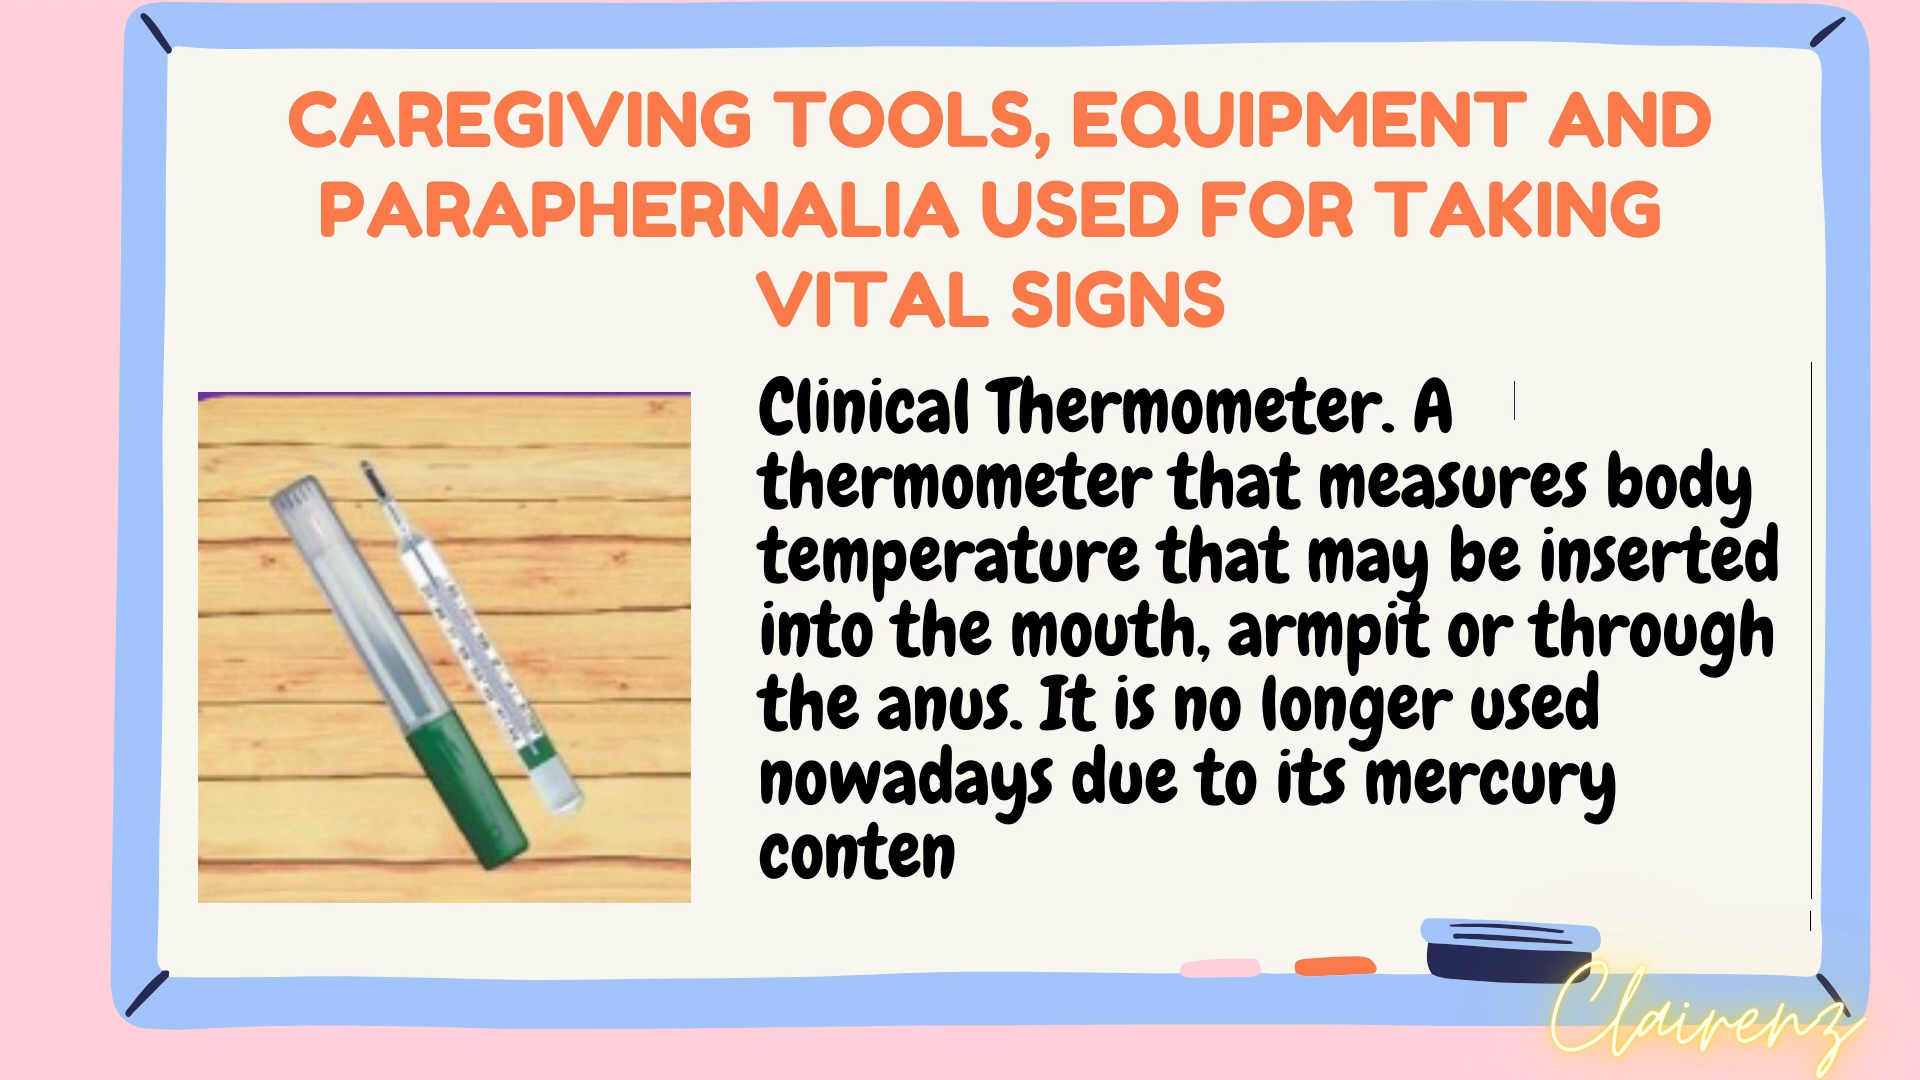 CAREGIVING TOOLS, EQUIPMENT AND
PARAPHERNALIA USED FOR TAKING
VITAL SIGNS
Clinical Thermometer. A
thermometer that measures body
temperature that may be inserted
into the mouth, armpit or through
the anus. It is no longer used
nowadays due to its mercury
conten
Clairenz